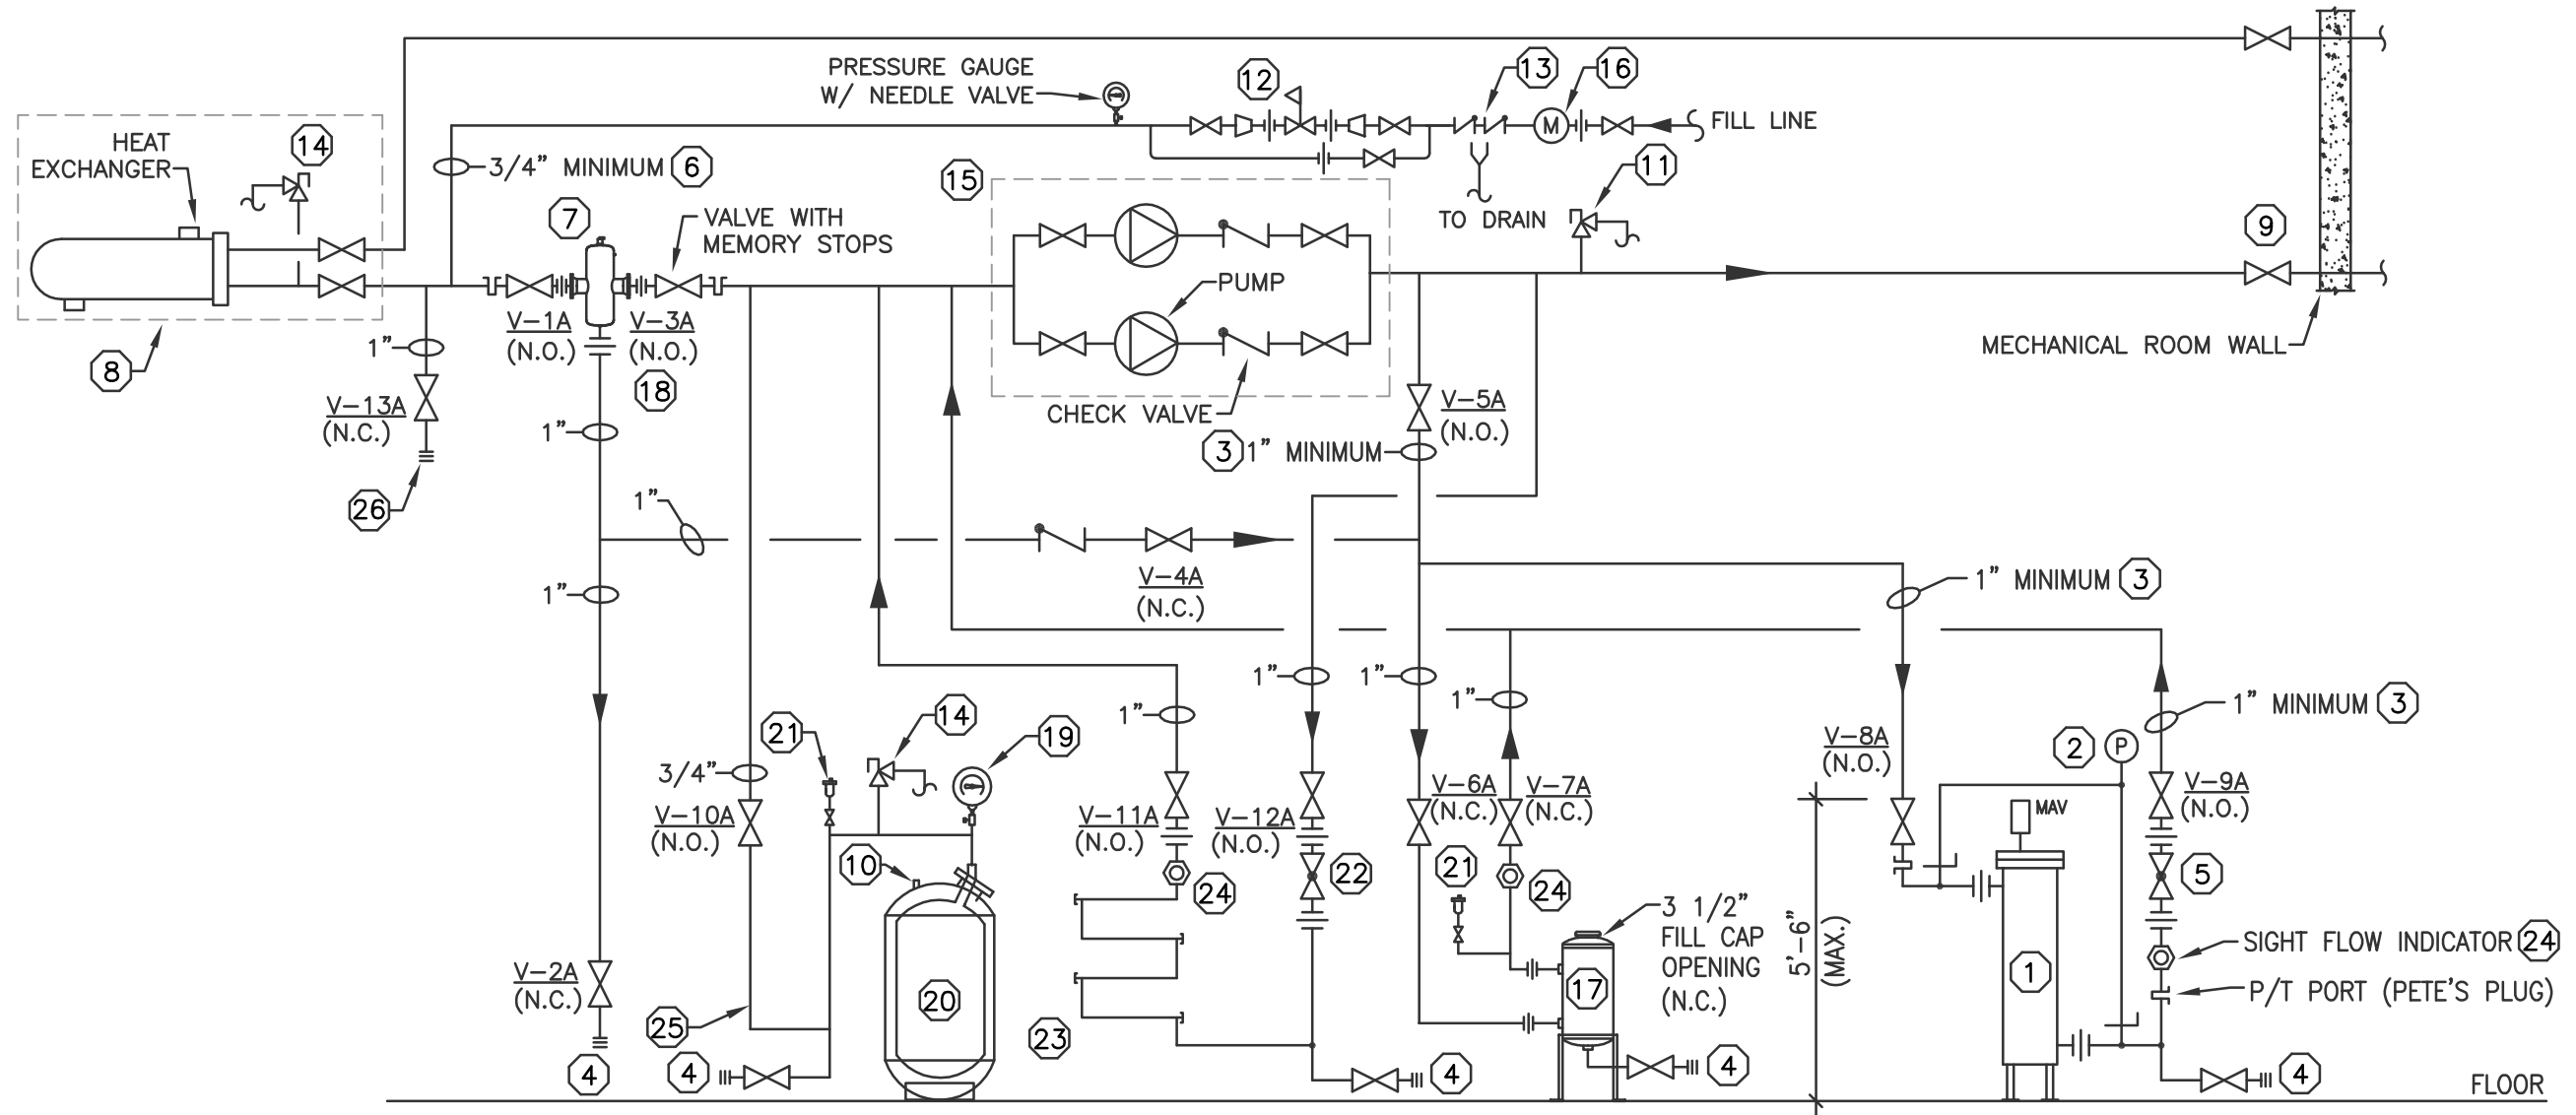 PRESSURE GAUGE
W/ NEEDLE VALVE
12
13
16
M
FILL LINE
HEAT
EXCHANGER
14
3/4" MINIMUM 6
15
11
TO DRAIN
7
VALVE WITH
MEMORY STOPS
9
PUMP
V-1A
(N.O.)
V-3A
(N.O.)
18
8
1"
V-13A
(N.C.)
26
1"
CHECK VALVE
V-5A
(N.O.)
3 1" MINIMUM
MECHANICAL ROOM WALL
1"
1"
V-4A
(N.C.)
1" MINIMUM 3
1"
1"
1"
1"
1" MINIMUM 3
21
14
19
3/4"
V-10A
(N.O.)
V-11A
(N.O.)
V-12A
(N.O.)
V-6A
(N.C.)
V-7A
(N.C.)
V-8A
(N.O.)
2
P
V-9A
(N.O.)
MAV
10
24
22
21
24
5
3 1/2"
FILL CAP
OPENING
(N.C.)
5'-6"
(MAX.)
SIGHT FLOW INDICATOR 24
P/T PORT (PETE'S PLUG)
V-2A
(N.C.)
25
20
23
17
1
4
4
4
4
4
FLOOR